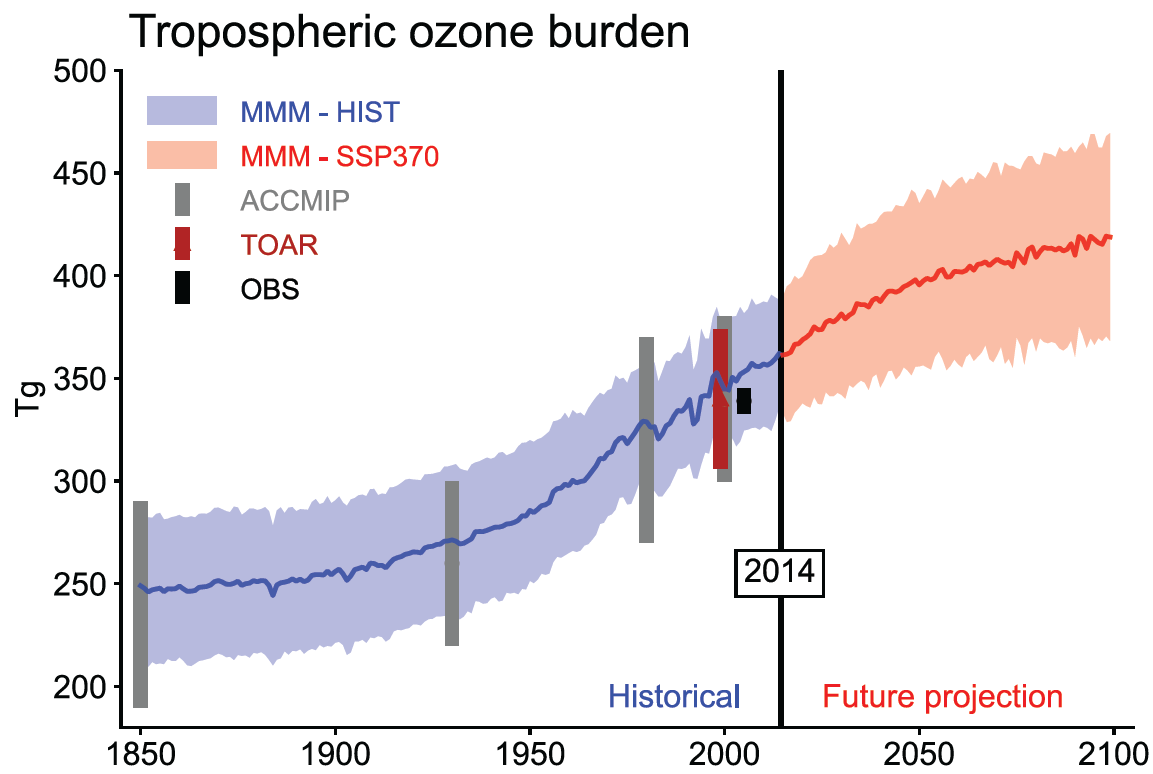 Tropospheric ozone burden
500
450
400
350
300
250
200
Tg
MMM - HIST
MMM - SSP370
ACCMIP
TOAR
OBS
2014
Historical
Future projection
1850
1900
1950
2000
2050
2100